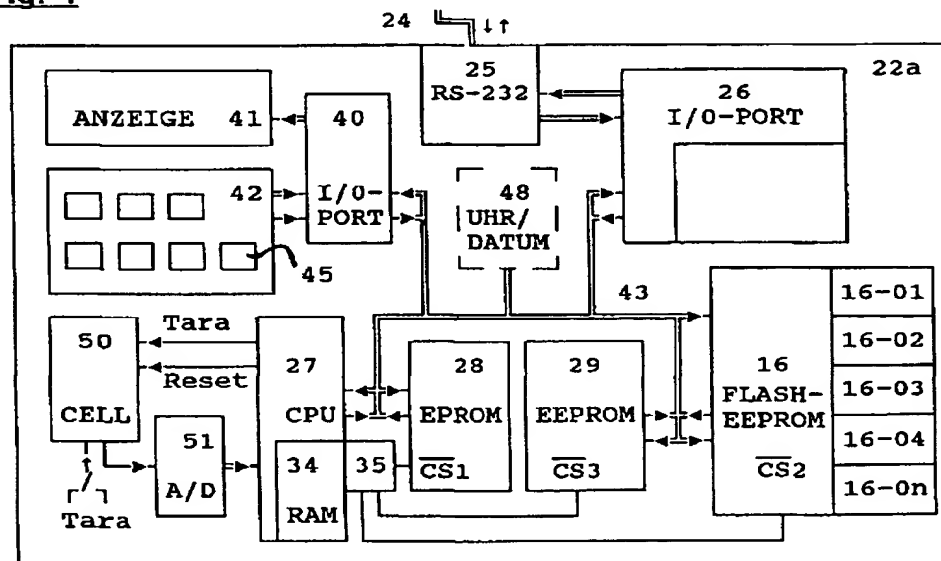 24 ↓↑
22a
25
RS-232
26
I/O-PORT
ANZEIGE 41
40
I/O-
PORT
42
45
48
UHR/
DATUM
43
50
CELL
Tara
Reset
27
CPU
28
EPROM
CS1
29
EEPROM
CS3
16
FLASH-
EEPROM
CS2
16-01
16-02
16-03
16-04
16-0n
51
A/D
34
RAM
35
Tara